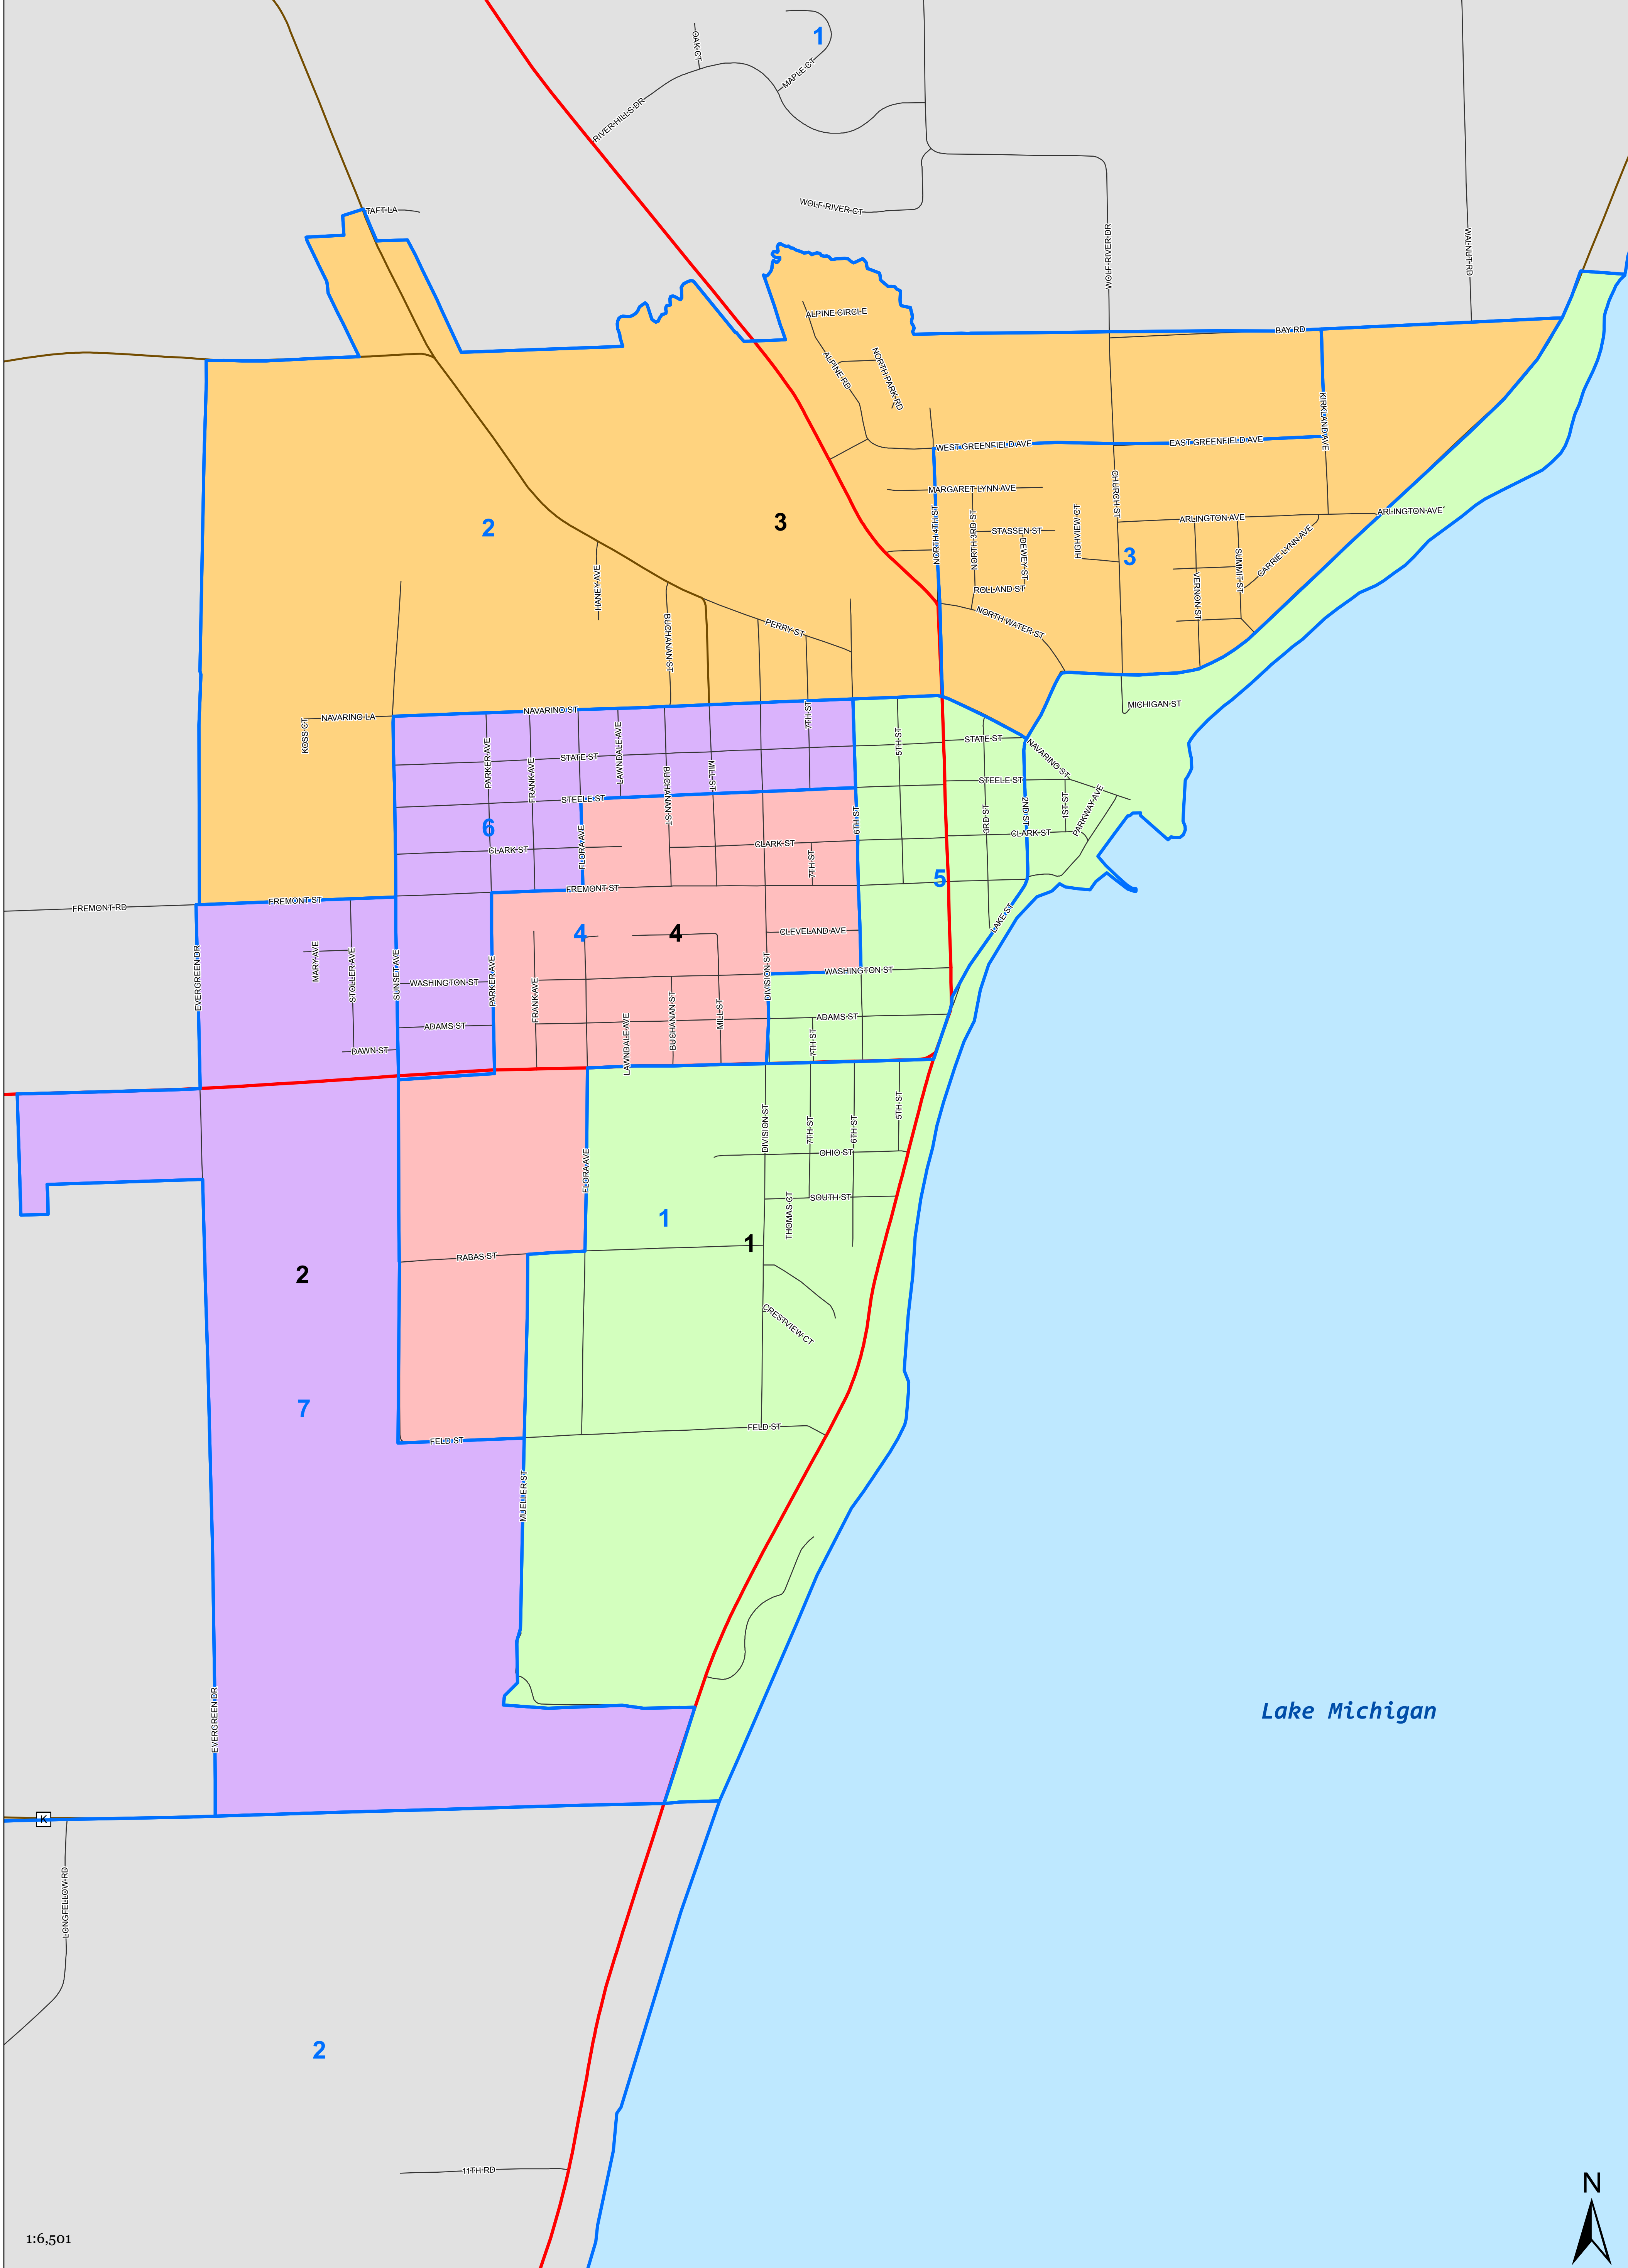 OAK CT
1
MAPLE CT
RIVER HILLS DR
TAFT LA
WOLF RIVER CT
WOLF RIVER DR
WALNUT RD
ALPINE CIRCLE
BAY RD
ALPINE RD
NORTH PARK RD
KIRKLAND AVE
WEST GREENFIELD AVE
EAST GREENFIELD AVE
MARGARET LYNN AVE
CHURCH ST
2
3
NORTH 4TH ST
NORTH 3RD ST
STASSEN ST
HIGHVIEW CT
ARLINGTON AVE
ARLINGTON AVE
DEWEY ST
3
SUMMIT ST
CARRIE LYNN AVE
HANEY AVE
ROLLAND ST
VERNON ST
BUCHANAN ST
PERRY ST
NORTH WATER ST
NAVARINO LA
KOSS CT
NAVARINO ST
7TH ST
MICHIGAN ST
PARKER AVE
FRANK AVE
STATE ST
LAWNDALE AVE
BUCHANAN ST
MILL ST
5TH ST
STATE ST
NAVARINO ST
STEELE ST
STEELE ST
6
FLORA AVE
6TH ST
3RD ST
2ND ST
1ST ST
PARKWAY AVE
CLARK ST
CLARK ST
CLARK ST
7TH ST
5
FREMONT RD
FREMONT ST
FREMONT ST
LAKE ST
4
4
CLEVELAND AVE
EVERGREEN DR
MARY AVE
STOLLER AVE
SUNSET AVE
WASHINGTON ST
PARKER AVE
FRANK AVE
DIVISION ST
WASHINGTON ST
ADAMS ST
LAWNDALE AVE
BUCHANAN ST
MILL ST
ADAMS ST
7TH ST
DAWN ST
DIVISION ST
7TH ST
6TH ST
5TH ST
FLORA AVE
OHIO ST
1
THOMAS CT
SOUTH ST
1
RABAS ST
2
CRESTVIEW CT
7
FELD ST
FELD ST
MUELLER ST
EVERGREEN DR
Lake Michigan
K
LONGFELLOW RD
2
11TH RD
N
1:6,501